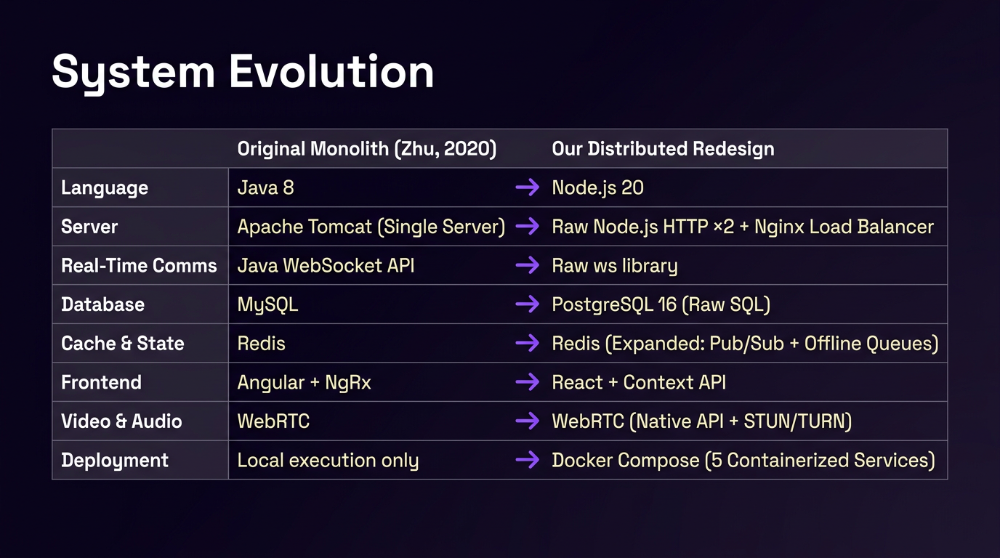 System Evolution
Original Monolith (Zhu, 2020) Our Distributed Redesign
Language Java 8 → Node.js 20
Server Apache Tomcat (Single Server) → Raw Node.js HTTP ×2 + Nginx Load Balancer
Real-Time Comms Java WebSocket API → Raw ws library
Database MySQL → PostgreSQL 16 (Raw SQL)
Cache & State Redis → Redis (Expanded: Pub/Sub + Offline Queues)
Frontend Angular + NgRx → React + Context API
Video & Audio WebRTC → WebRTC (Native API + STUN/TURN)
Deployment Local execution only → Docker Compose (5 Containerized Services)